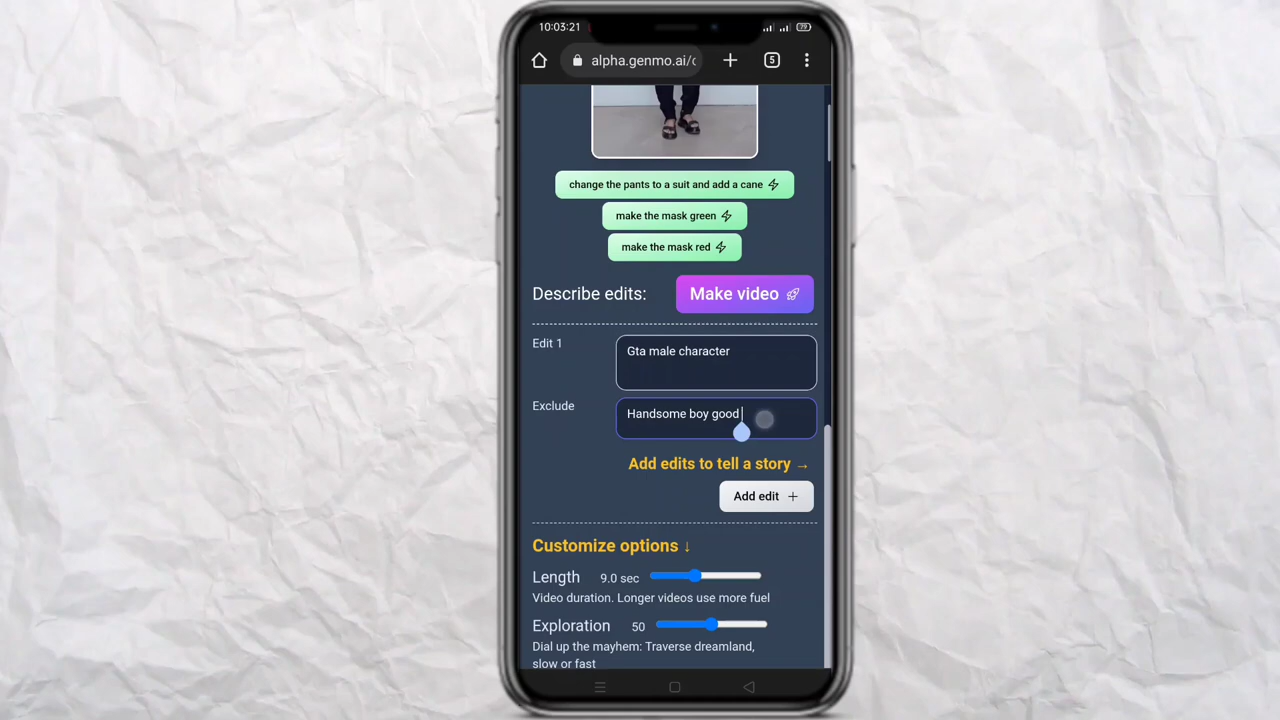 10:03:21
29
alpha.genmo.ai/c
5
change the pants to a suit and add a cane
make the mask green
make the mask red
Describe edits:
Make video
Edit 1
Gta male character
Exclude
Handsome boy good
Add edits to tell a story →
Add edit +
Customize options ↓
Length 9.0 sec
Video duration. Longer videos use more fuel
Exploration 50
Dial up the mayhem: Traverse dreamland,
slow or fast